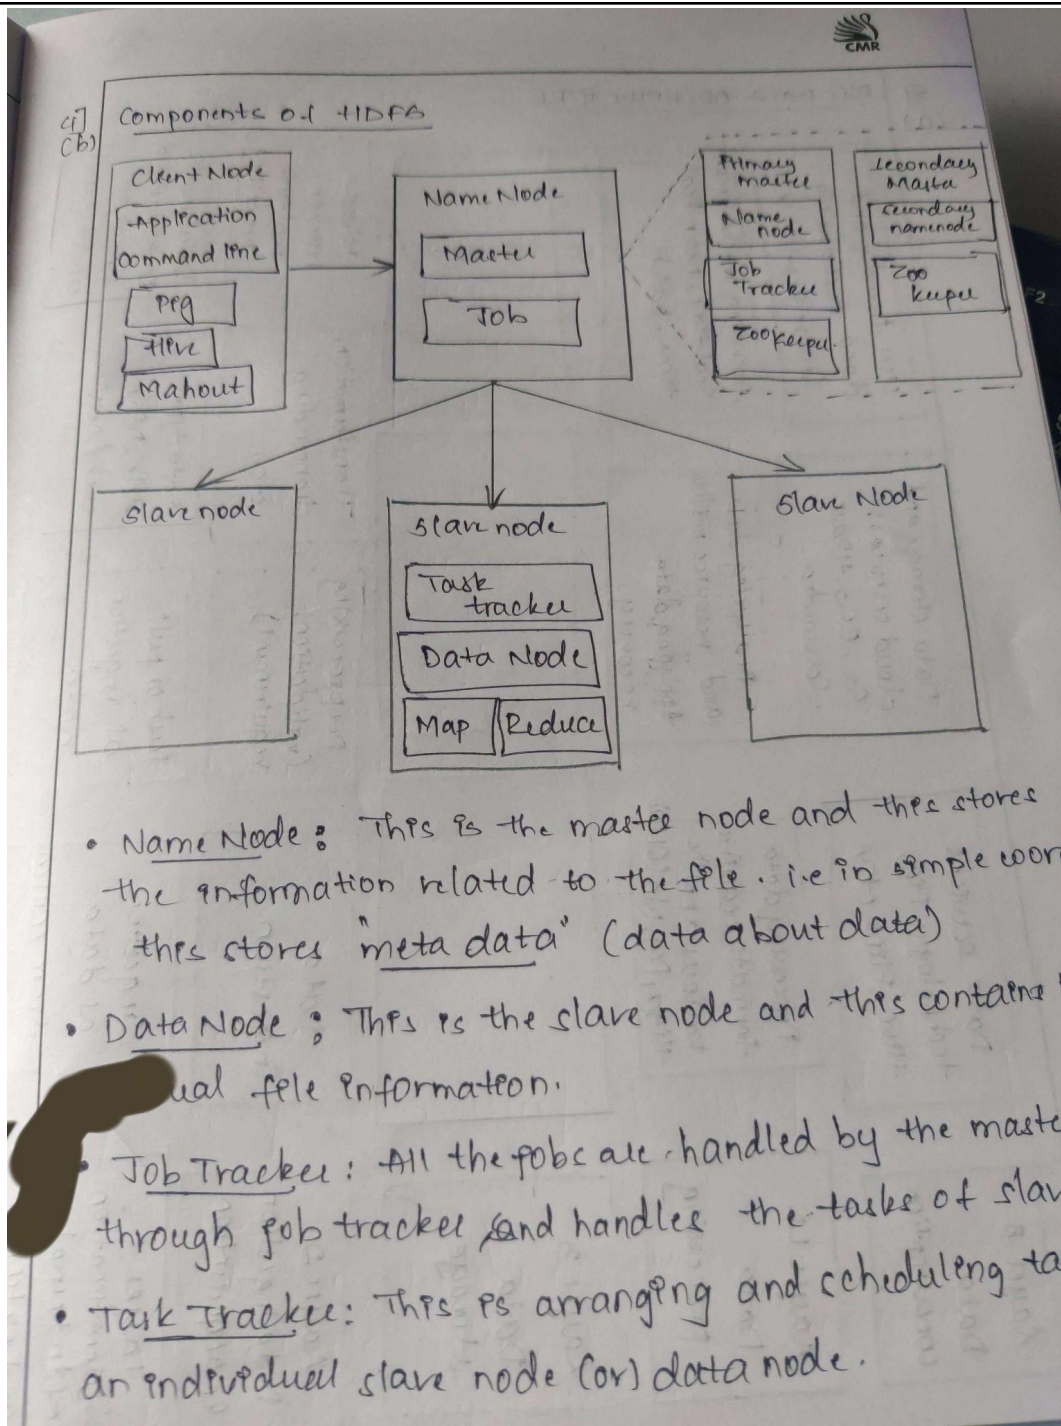 CMR
4]
(b)
Components of HDFS
Client Node
Application
Command line
Pig
Hive
Mahout
Name Node
Master
Job
Primary
master
Name
node
Job
Tracker
Zookeeper
Secondary
Master
Secondary
namenode
Zoo
keeper
F2
Slave node
Slave node
Task
tracker
Data Node
Map
Reduce
Slave Node
• Name Node : This is the master node and this stores
the information related to the file. i.e in simple
this stores "meta data" (data about data)
• Data Node : This is the slave node and this contains
file information.
• Job Tracker : All the jobs are handled by the
through job tracker and handles the tasks of
• Task Tracker : This is arranging and scheduling
an individual slave node (or) data node.